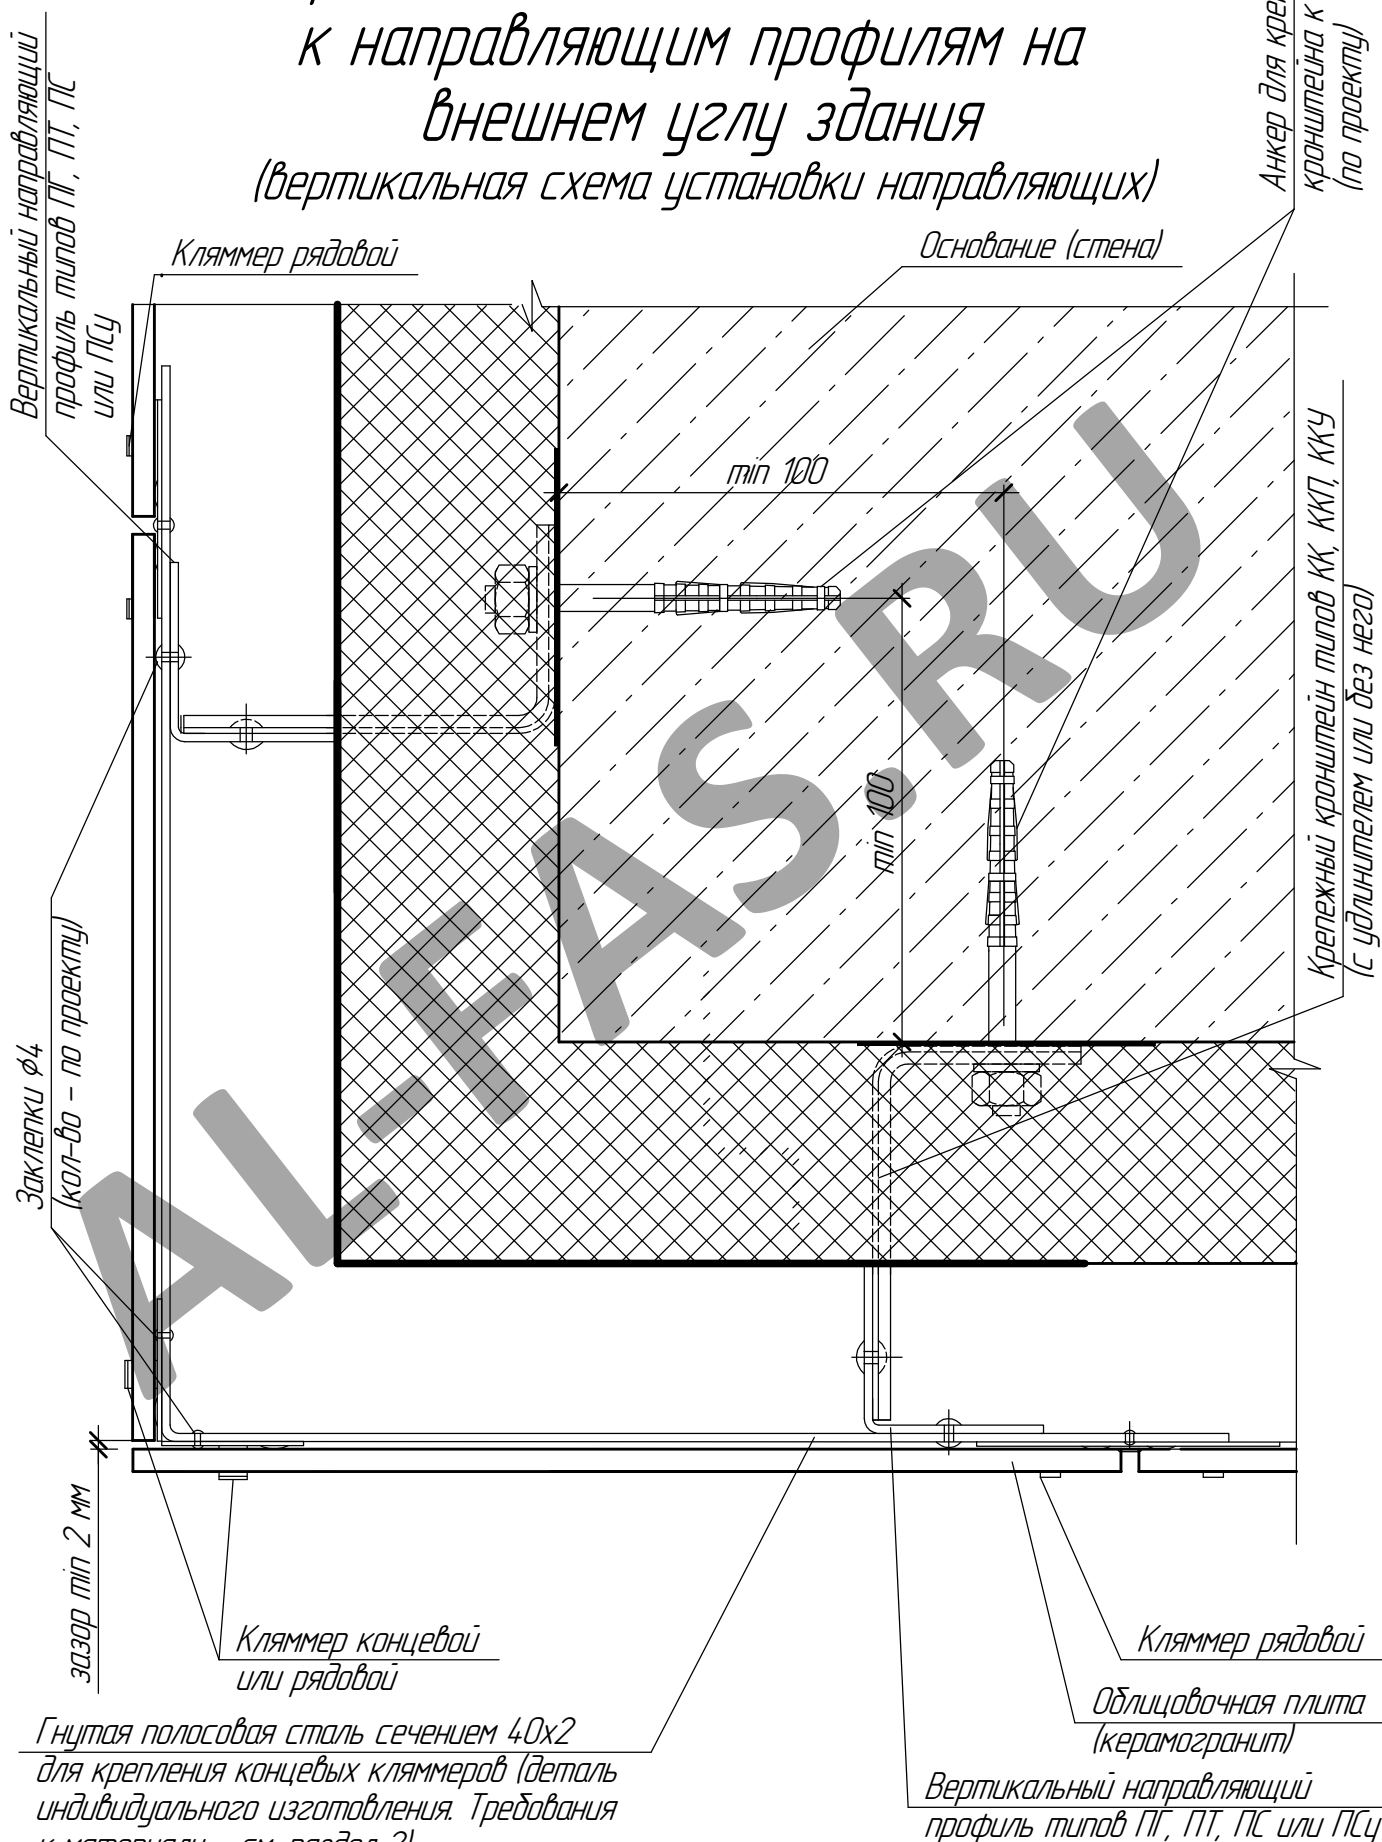 к направляющим профилям на
внешнем углу здания
(вертикальная схема установки направляющих)
Вертикальный направляющий
профиль типов ПГ, ПТ, ПС
или ПСу
Кляммер рядовой
Основание (стена)
Анкер для
кронштейна к
(по проекту)
min 100
min 100
Крепежный кронштейн типов КК, ККП, ККУ
(с удлинителем или без него)
Заклепки ϕ4
(кол-во - по проекту)
AL-FAS.RU
зазор min 2 мм
Кляммер концевой
или рядовой
Кляммер рядовой
Облицовочная плита
(керамогранит)
Гнутая полосовая сталь сечением 40х2
для крепления концевых кляммеров (деталь
индивидуального изготовления. Требования
Вертикальный направляющий
профиль типов ПГ, ПТ, ПС или ПСу